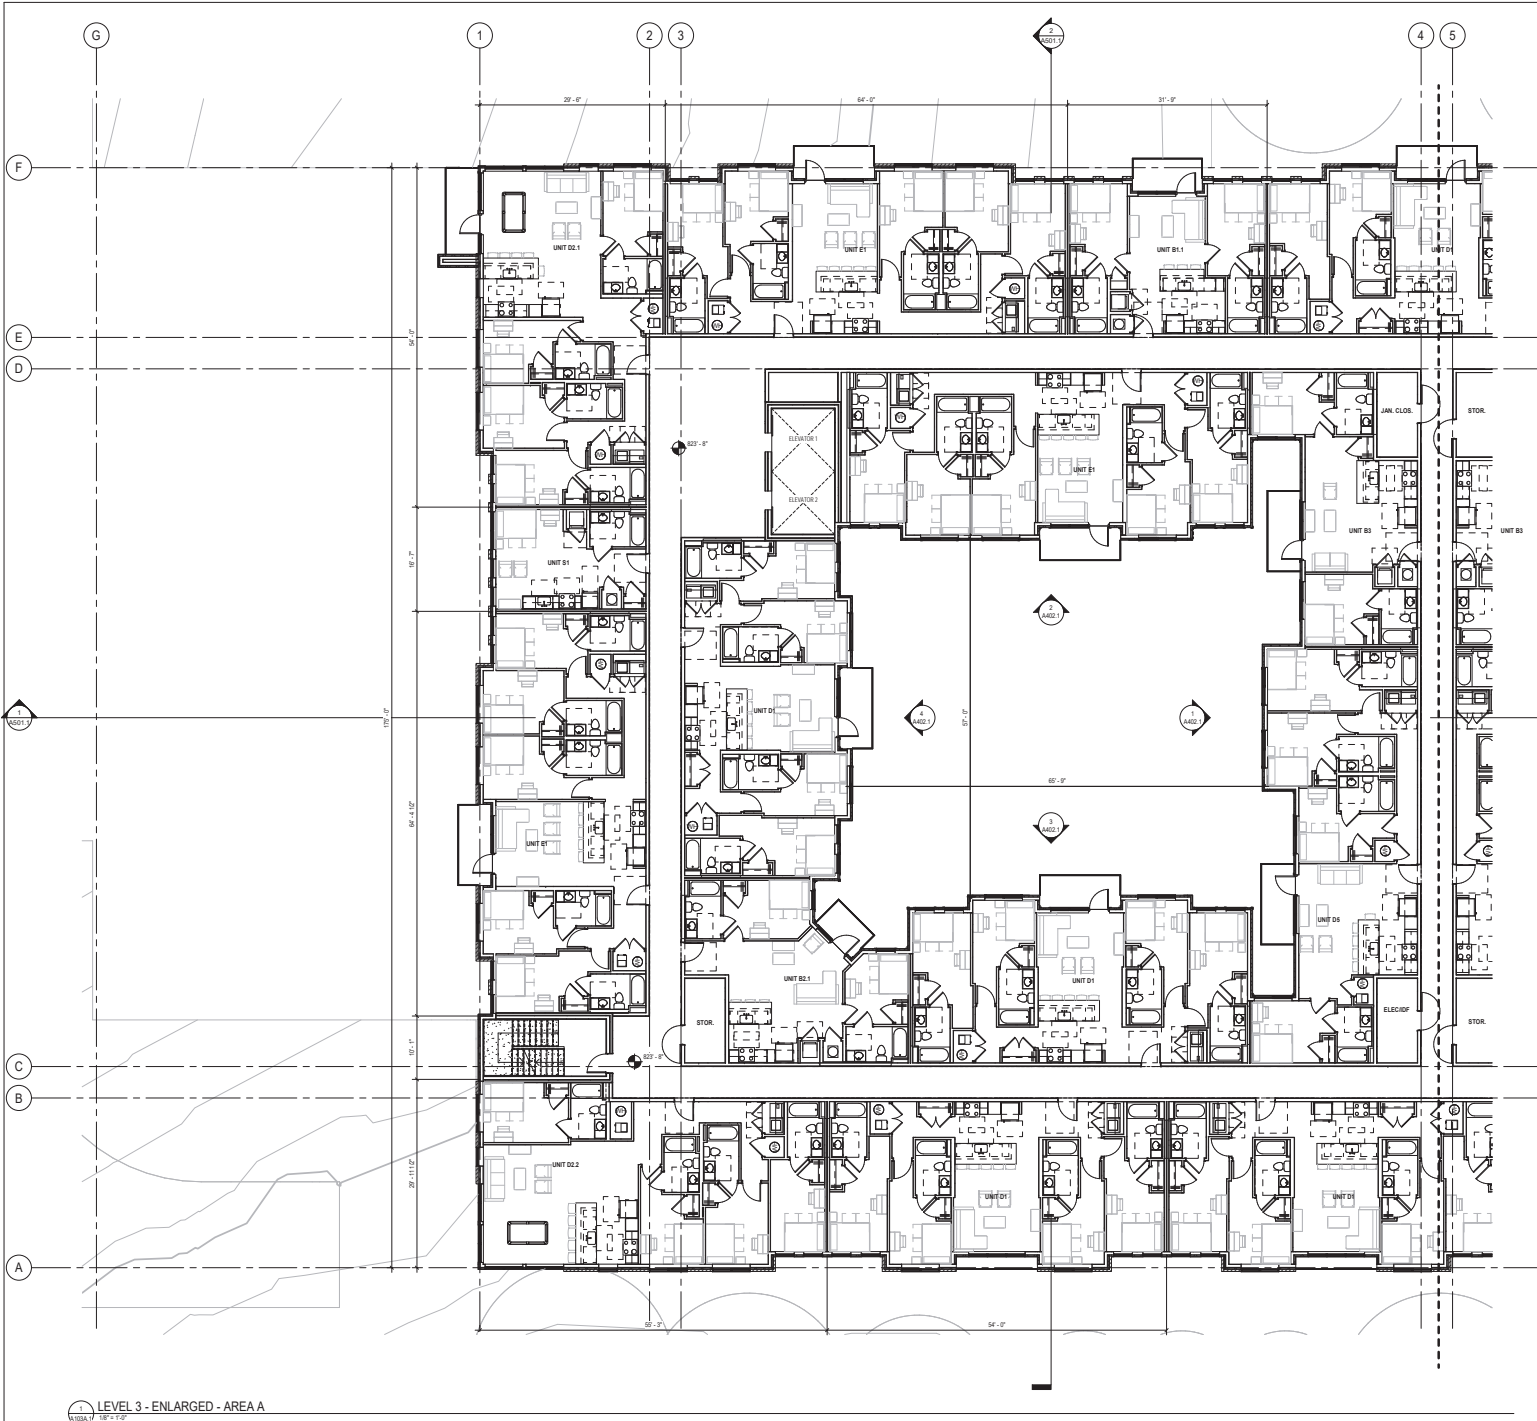 G
1
2
3
2
A501.1
4
5
29' - 6"
64' - 0"
31' - 9"
F
UNIT D2.1
UNIT E1
UNIT B1.1
UNIT D1
E
54' - 0"
D
JAN. CLOS.
STOR.
ELEVATOR 1
823' - 8"
UNIT E1
ELEVATOR 2
UNIT B3
UNIT B3
16' - 7"
UNIT S1
2
A402.1
1
A501.1
175' - 0"
UNIT D1
4
A402.1
57' - 0"
1
A402.1
65' - 9"
64' - 4 1/2"
3
A402.1
UNIT E1
UNIT D5
UNIT B2.1
UNIT D1
STOR.
ELEC/IDF
STOR.
10' - 1"
823' - 8"
C
B
29' - 11 1/2"
UNIT D2.2
UNIT D1
UNIT D1
A
55' - 3"
54' - 0"
1
A103A.1
LEVEL 3 - ENLARGED - AREA A
1/8" = 1'-0"